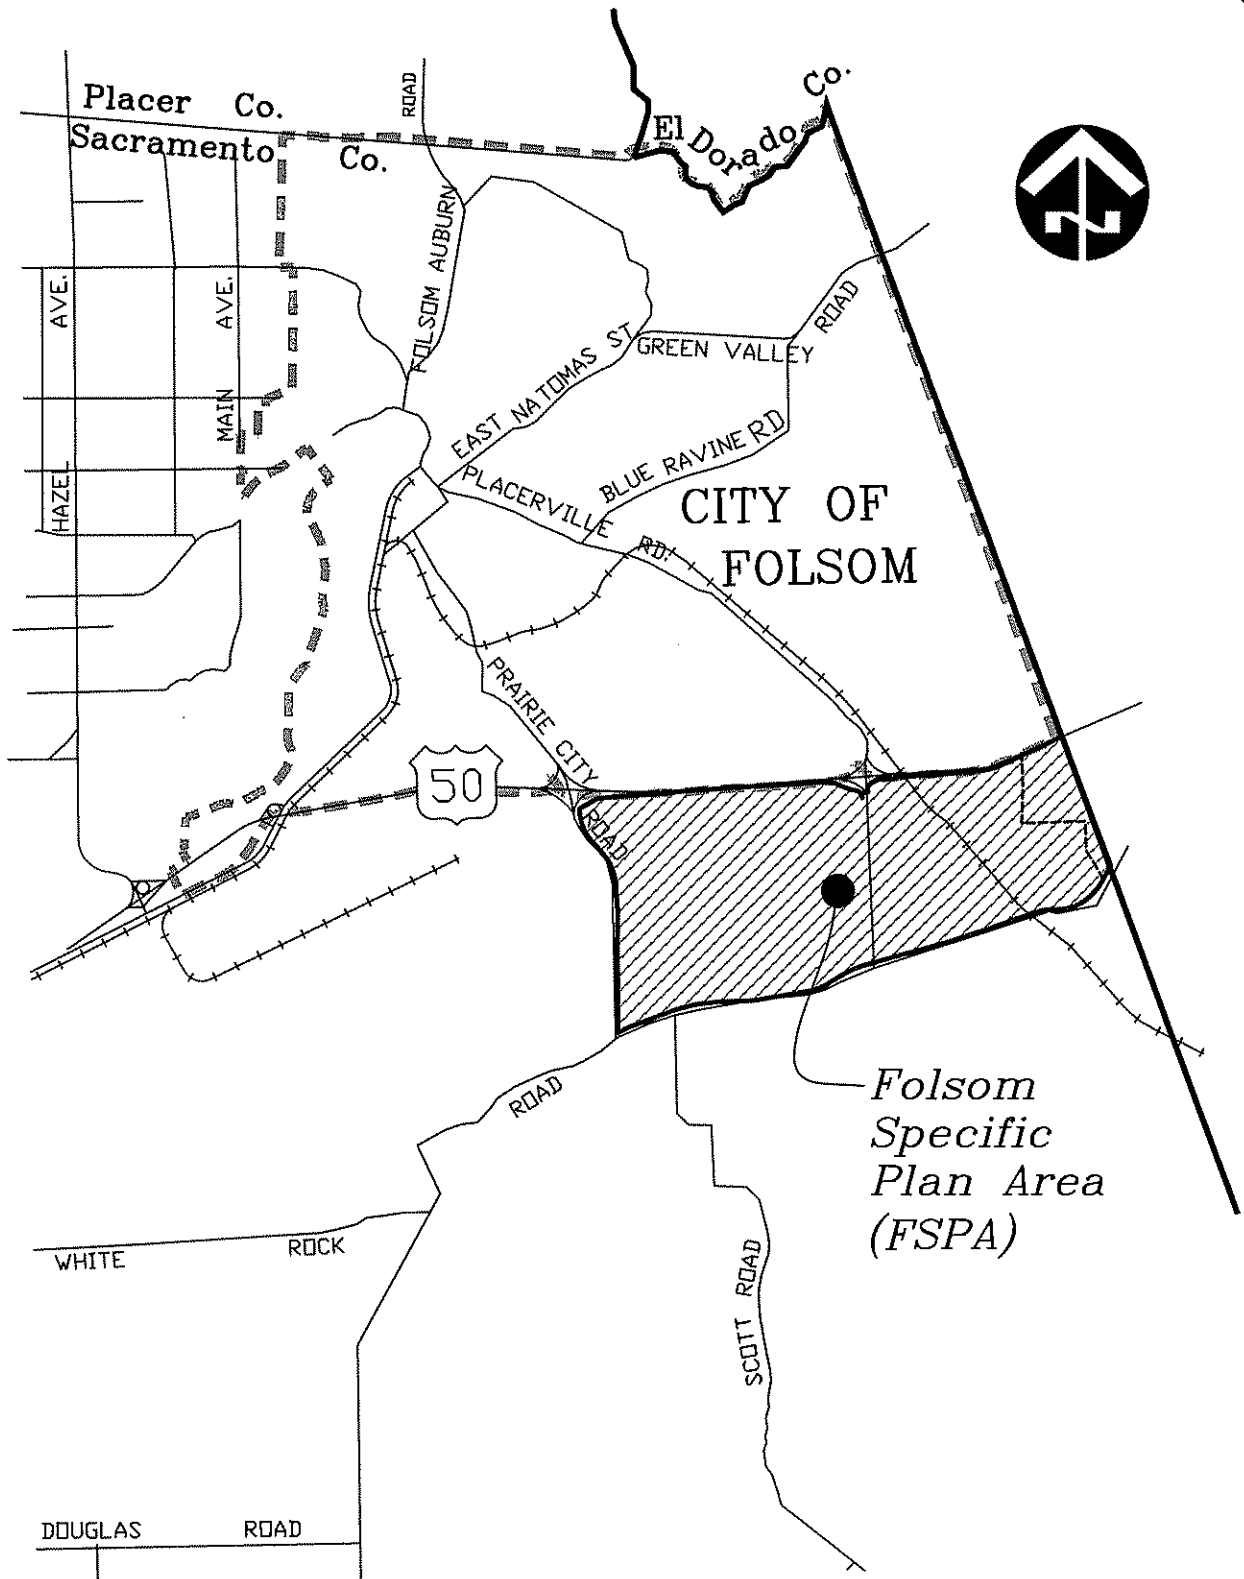 Placer Co.
Sacramento Co.
El Dorado Co.
ROAD
FOLSOM AUBURN
HAZEL AVE.
MAIN AVE.
EAST NATOMAS ST
GREEN VALLEY ROAD
BLUE RAVINE RD
PLACERVILLE RD.
CITY OF
FOLSOM
PRAIRIE CITY ROAD
50
N
Folsom
Specific
Plan Area
(FSPA)
WHITE ROCK ROAD
SCOTT ROAD
DOUGLAS ROAD